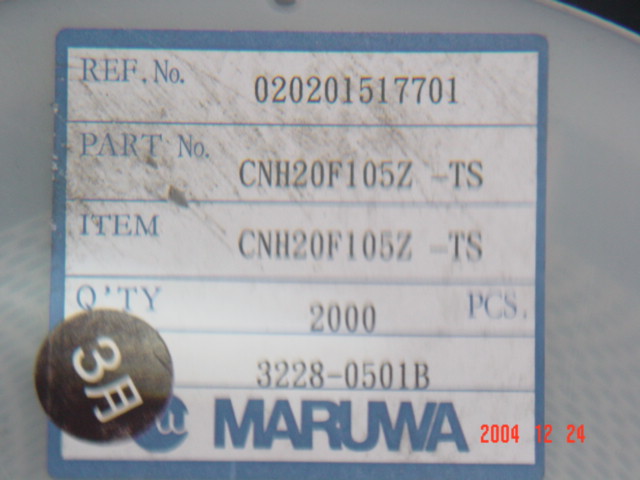 REF. No. 020201517701
PART No. CNH20F105Z -TS
ITEM CNH20F105Z -TS
Q'TY 2000 PCS.
3228-0501B
3月
MARUWA
2004 12 24